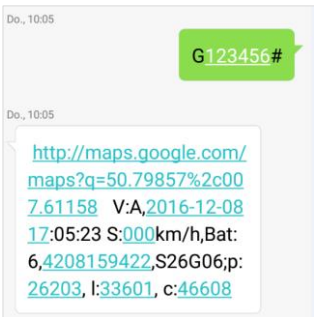 Do., 10:05
G123456#
Do., 10:05
http://maps.google.com/
maps?q=50.79857%2c00
7.61158 V:A,2016-12-08
17:05:23 S:000km/h,Bat:
6,4208159422,S26G06;p:
26203, l:33601, c:46608